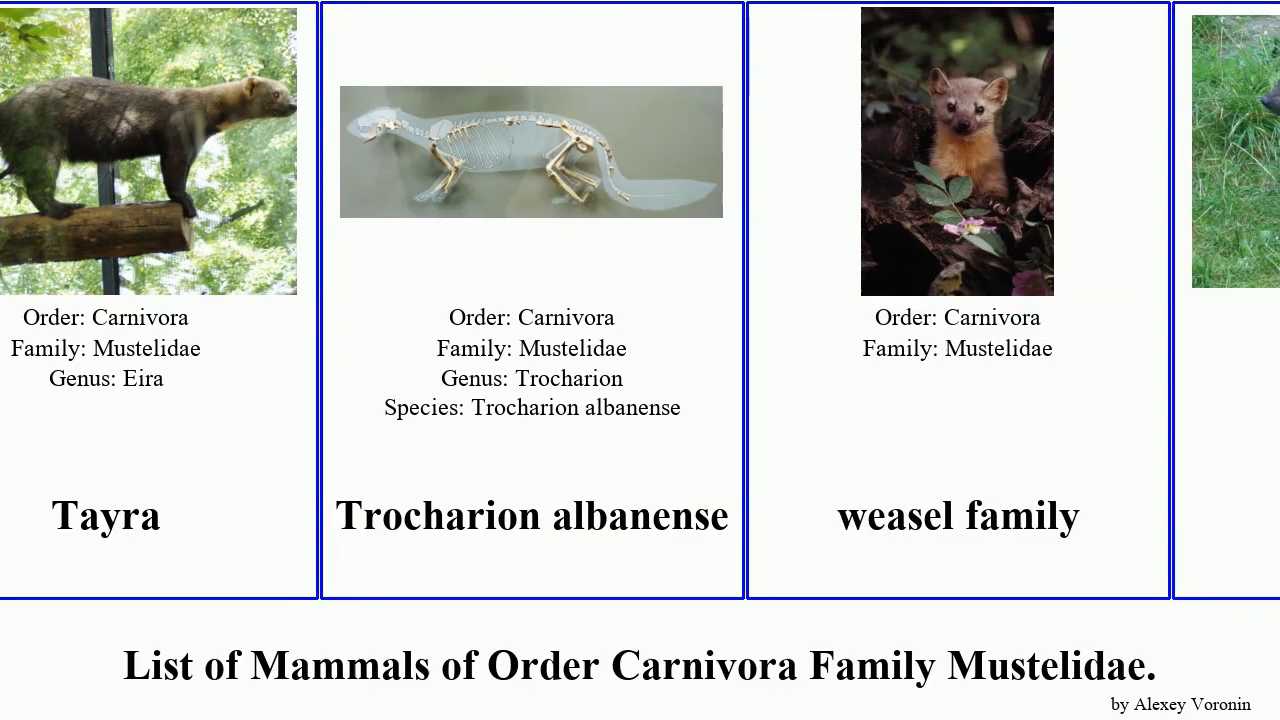 Order: Carnivora
Family: Mustelidae
Genus: Eira
Tayra
Order: Carnivora
Family: Mustelidae
Genus: Trocharion
Species: Trocharion albanense
Trocharion albanense
Order: Carnivora
Family: Mustelidae
weasel family
List of Mammals of Order Carnivora Family Mustelidae.
by Alexey Voronin